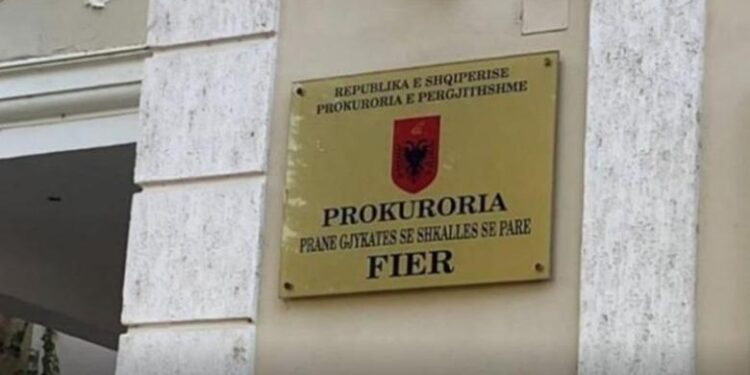 REPUBLIKA E SHQIPERISE
PROKURORIA E PERGJITHSHME
PROKURORIA
PRANE GJYKATES SE SHKALLES SE PARE
FIER